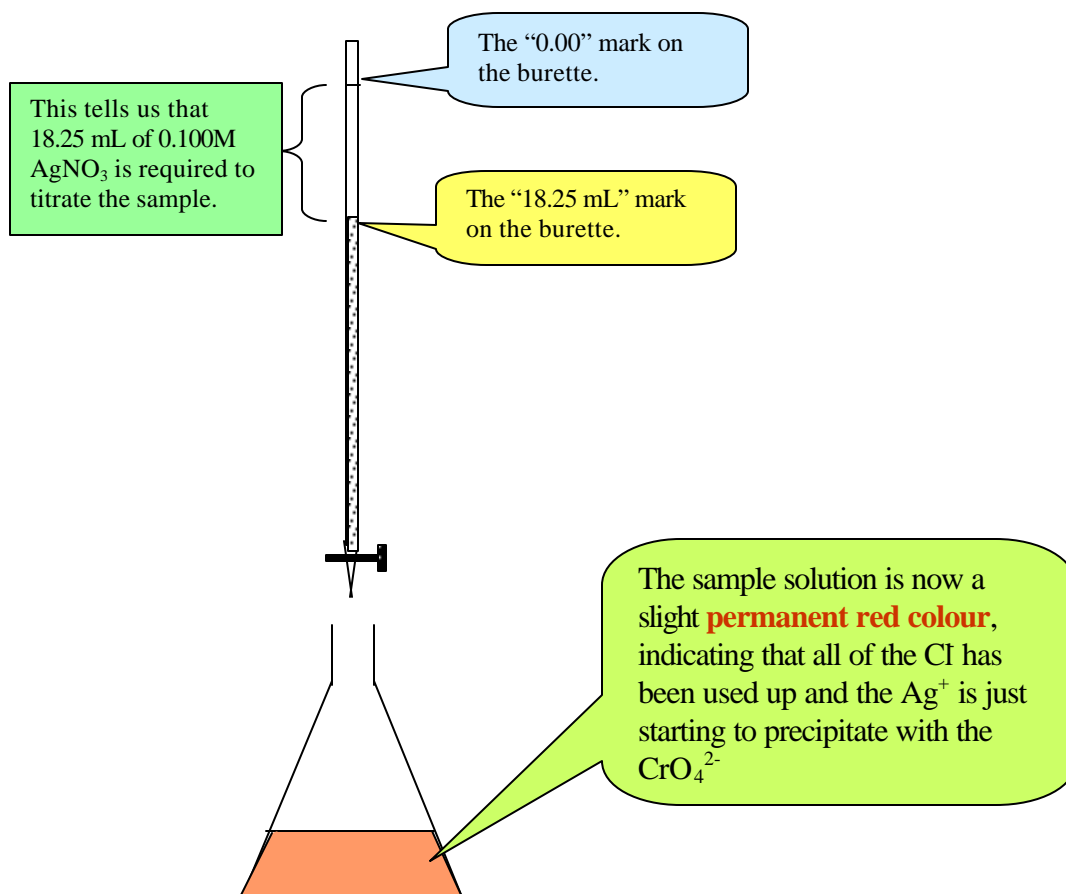 The “0.00” mark on
the burette.
This tells us that
18.25 mL of 0.100M
AgNO₃ is required to
titrate the sample.
The “18.25 mL” mark
on the burette.
The sample solution is now a
slight permanent red colour,
indicating that all of the Cl⁻ has
been used up and the Ag⁺ is just
starting to precipitate with the
CrO₄²⁻